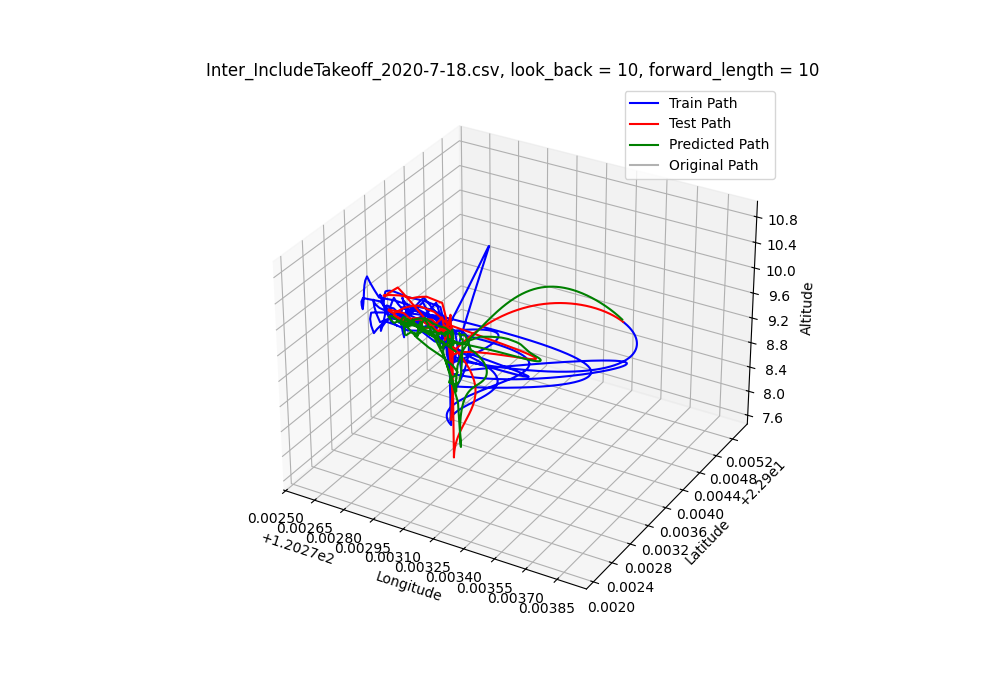 Inter_IncludeTakeoff_2020-7-18.csv, look_back = 10, forward_length = 10
Train Path
Test Path
Predicted Path
Original Path
10.8
10.4
10.0
9.6
9.2
8.8
8.4
8.0
7.6
Altitude
0.0052
0.0048
0.0044
0.0040
0.0036
0.0032
0.0028
0.0024
0.0020
+2.29e1
Latitude
0.00250
0.00265
0.00280
0.00295
0.00310
0.00325
0.00340
0.00355
0.00370
0.00385
+1.2027e2
Longitude